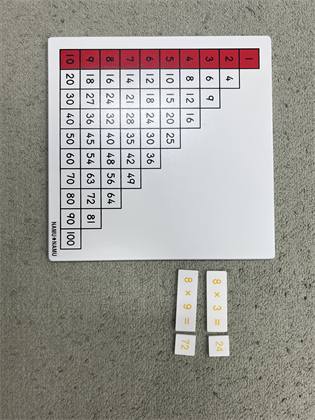 1
2 4
3 6 9
4 8 12 16
5 10 15 20 25
6 12 18 24 30 36
7 14 21 28 35 42 49
8 16 24 32 40 48 56 64
9 18 27 36 45 54 63 72 81
10 20 30 40 50 60 70 80 90 100
NAMU♥NAMU
8 × 3 = 24
8 × 9 = 72